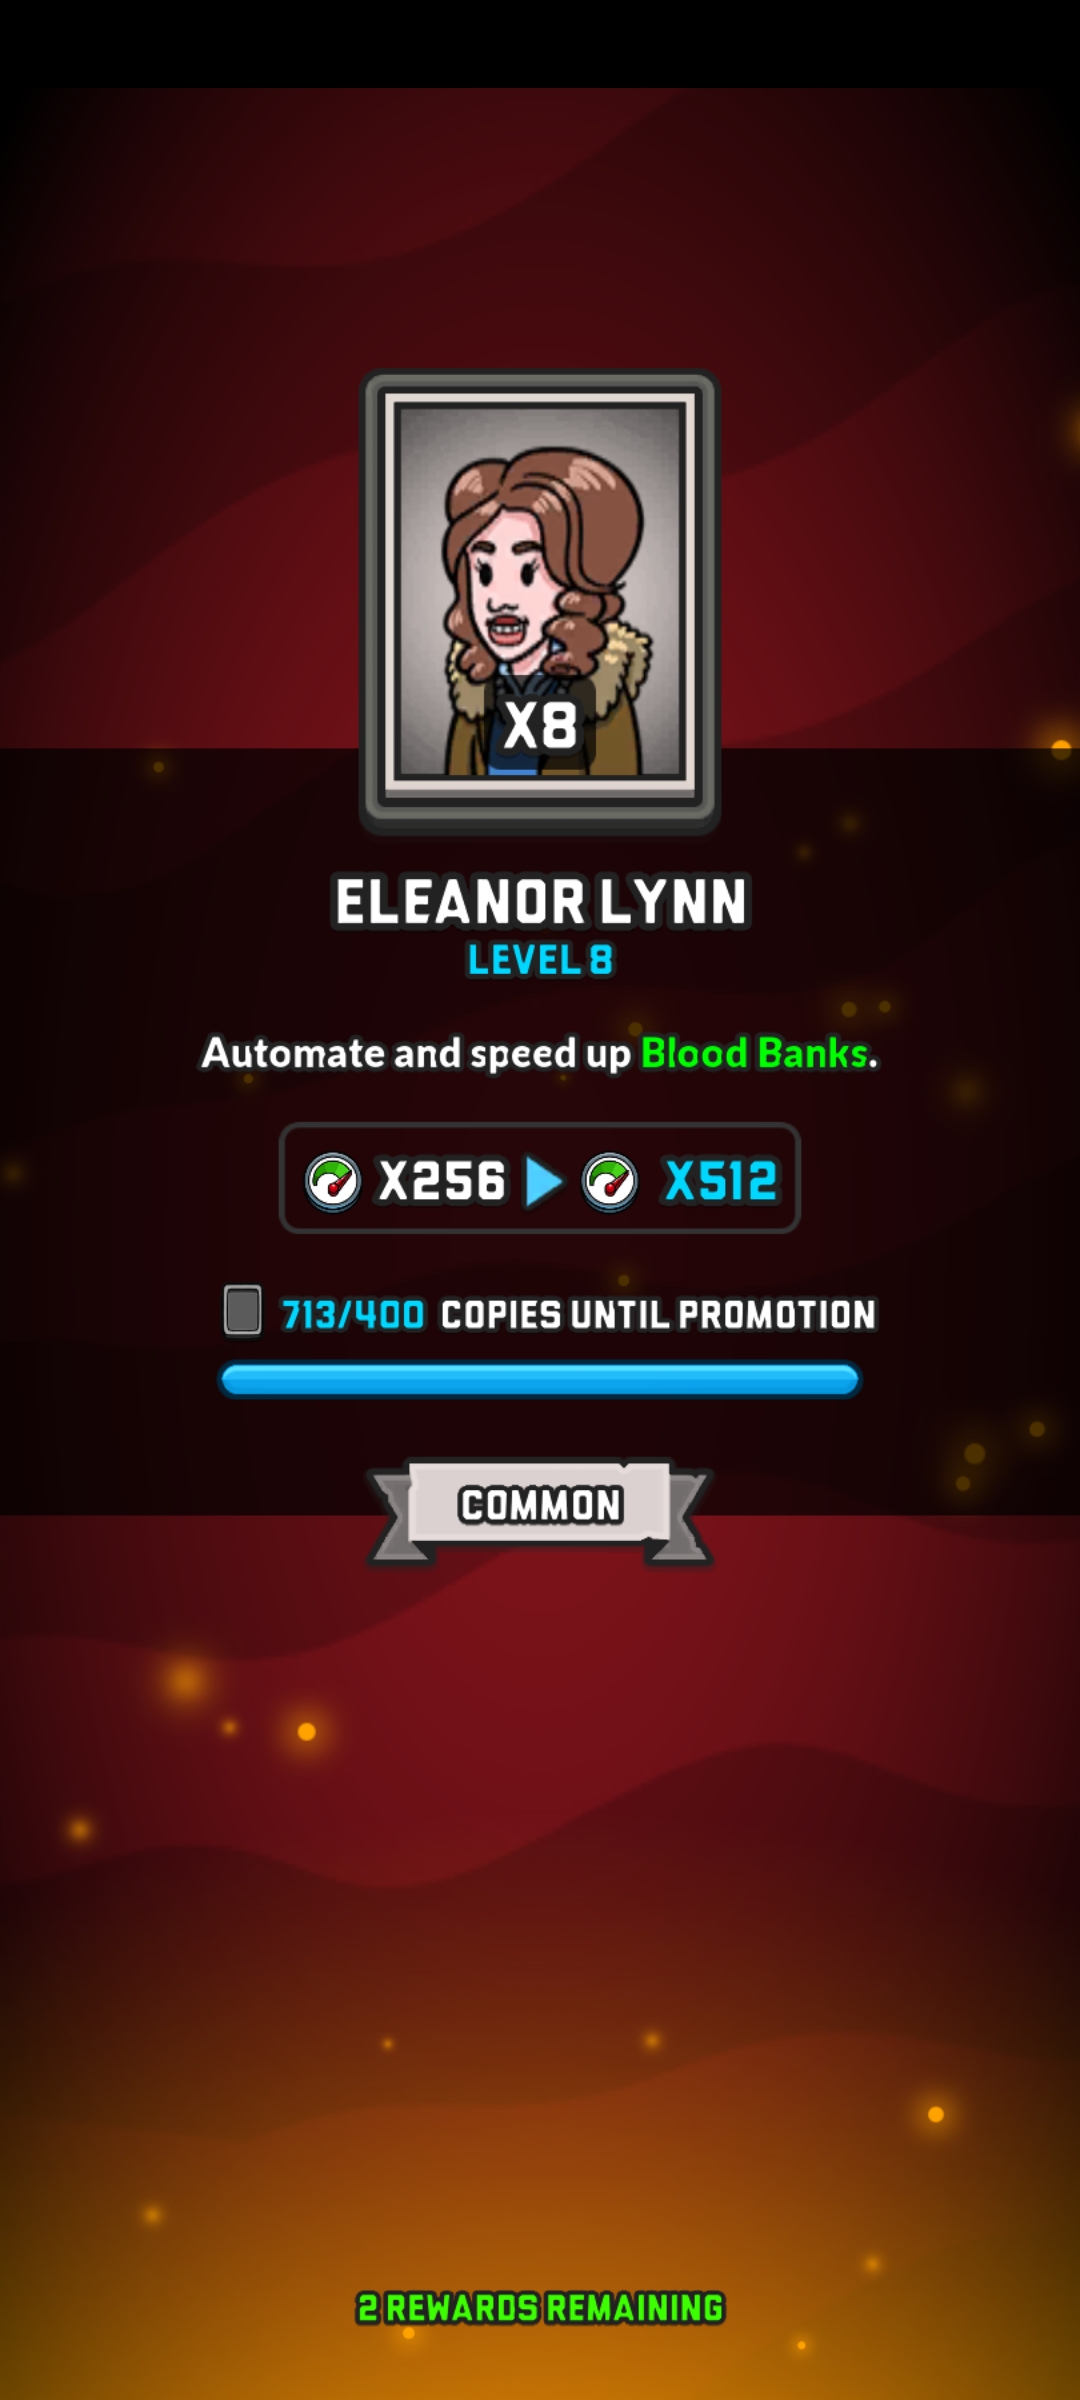 X8
ELEANOR LYNN
LEVEL 8
Automate and speed up Blood Banks.
X256 X512
713/400 COPIES UNTIL PROMOTION
COMMON
2 REWARDS REMAINING